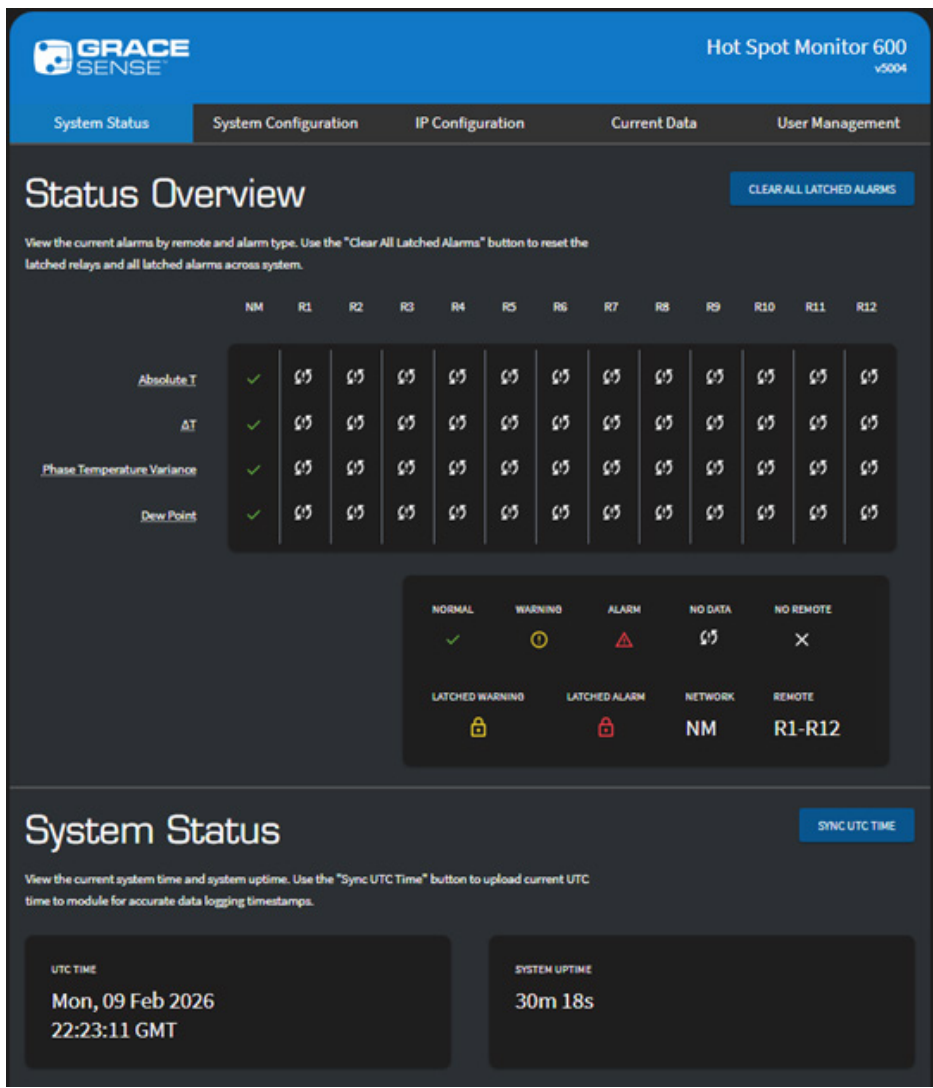 GRACE
SENSE™
Hot Spot Monitor 600
v5004
System Status System Configuration IP Configuration Current Data User Management
Status Overview
CLEAR ALL LATCHED ALARMS
View the current alarms by remote and alarm type. Use the "Clear All Latched Alarms" button to reset the
latched relays and all latched alarms across system.
NM R1 R2 R3 R4 R5 R6 R7 R8 R9 R10 R11 R12
Absolute T
ΔT
Phase Temperature Variance
Dew Point
NORMAL WARNING ALARM NO DATA NO REMOTE
LATCHED WARNING LATCHED ALARM NETWORK REMOTE
NM R1-R12
System Status
SYNC UTC TIME
View the current system time and system uptime. Use the "Sync UTC Time" button to upload current UTC
time to module for accurate data logging timestamps.
UTC TIME
Mon, 09 Feb 2026
22:23:11 GMT
SYSTEM UPTIME
30m 18s